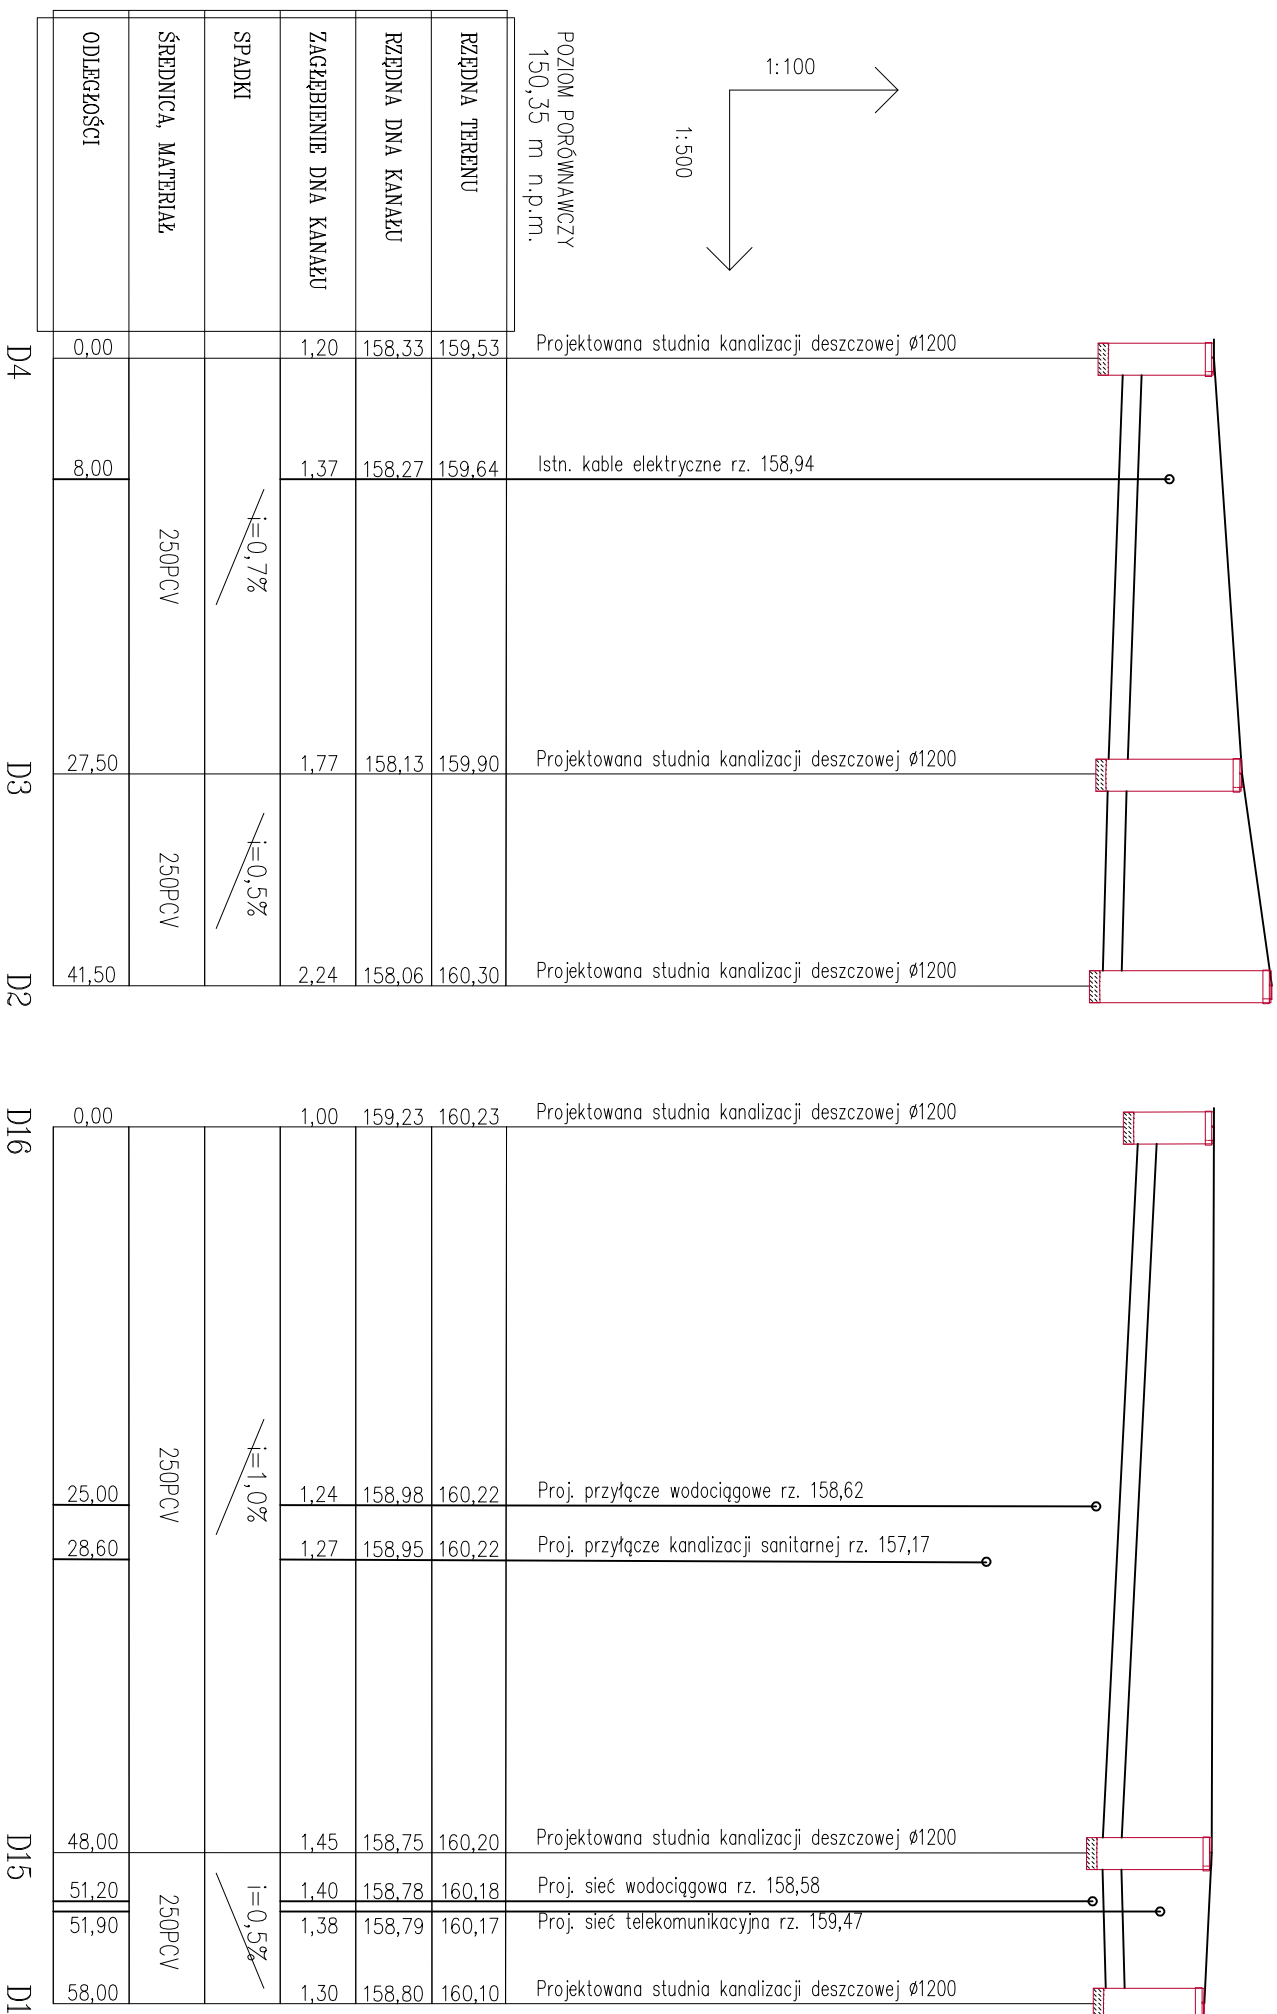 1:100
1:500
POZIOM PORÓWNAWCZY
150,35 m n.p.m.
RZĘDNA TERENU
RZĘDNA DNA KANAŁU
ZAGŁĘBIENIE DNA KANAŁU
SPADKI
ŚREDNICA, MATERIAŁ
ODLEGŁOŚCI
0,00 1,20 158,33 159,53 Projektowana studnia kanalizacji deszczowej ø1200
D4
8,00 1,37 158,27 159,64 Istn. kable elektryczne rz. 158,94
250PCV
i=0,7%
27,50 1,77 158,13 159,90 Projektowana studnia kanalizacji deszczowej ø1200
D3
250PCV
i=0,5%
41,50 2,24 158,06 160,30 Projektowana studnia kanalizacji deszczowej ø1200
D2
0,00 1,00 159,23 160,23 Projektowana studnia kanalizacji deszczowej ø1200
D16
250PCV
i=1,0%
25,00 1,24 158,98 160,22 Proj. przyłącze wodociągowe rz. 158,62
28,60 1,27 158,95 160,22 Proj. przyłącze kanalizacji sanitarnej rz. 157,17
48,00 1,45 158,75 160,20 Projektowana studnia kanalizacji deszczowej ø1200
D15
51,20 1,40 158,78 160,18 Proj. sieć wodociągowa rz. 158,58
51,90 1,38 158,79 160,17 Proj. sieć telekomunikacyjna rz. 159,47
250PCV
i=0,5%
58,00 1,30 158,80 160,10 Projektowana studnia kanalizacji deszczowej ø1200